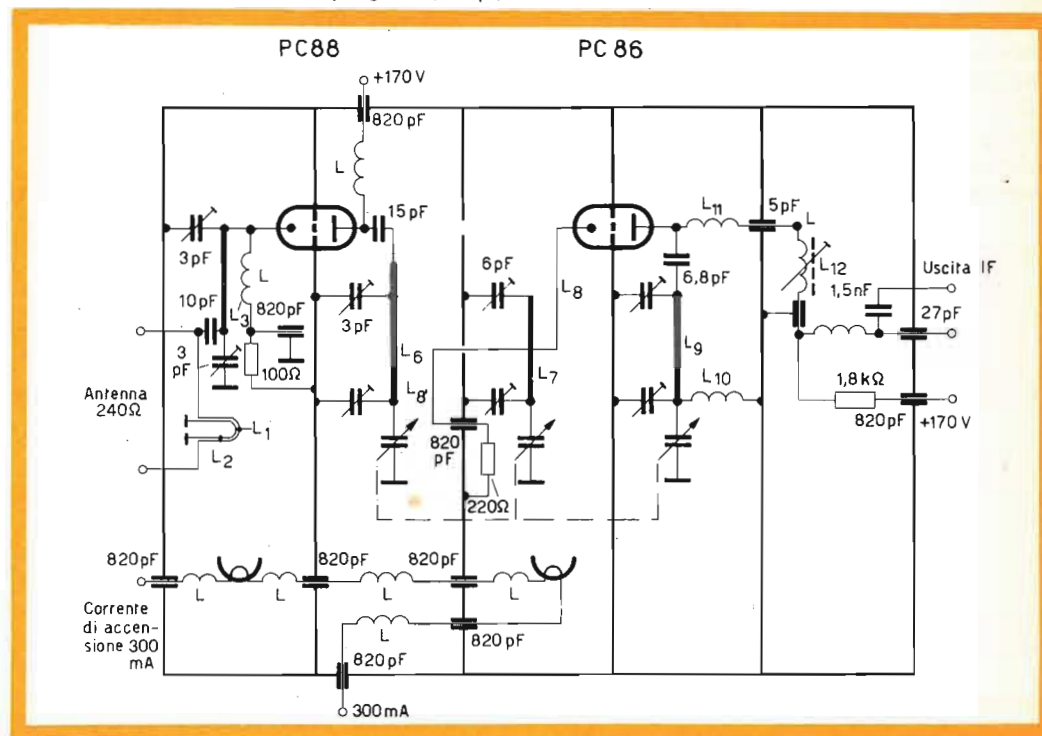 PC88
PC 86
+170 V
820 pF
L
15 pF
3 pF
10 pF
L
L3
820 pF
3
pF
100Ω
3 pF
L6
L8'
Antenna
240Ω
L1
L2
6 pF
L8
L7
820
pF
220Ω
L11
5 pF
L
6,8 pF
L12
L9
L10
Uscita IF
1,5 nF
27 pF
1,8 kΩ
820 pF
+170 V
820 pF
L
L
820 pF
L
820 pF
L
Corrente
di accen-
sione 300
mA
L
820 pF
820 pF
300 mA